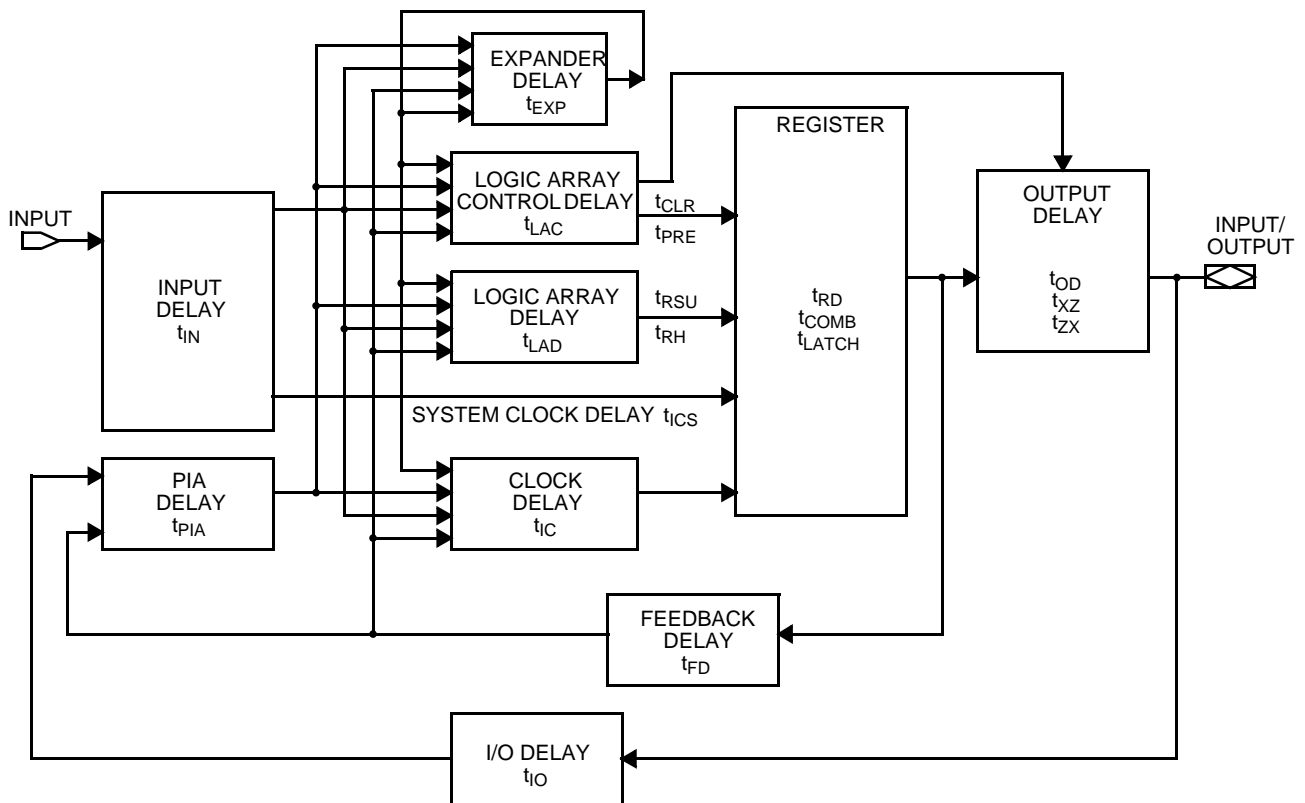 EXPANDER
DELAY
tEXP
REGISTER
LOGIC ARRAY
CONTROL DELAY
tLAC
tCLR
tPRE
OUTPUT
DELAY
tOD
tXZ
tZX
INPUT
INPUT/
OUTPUT
INPUT
DELAY
tIN
LOGIC ARRAY
DELAY
tLAD
tRSU
tRH
tRD
tCOMB
tLATCH
SYSTEM CLOCK DELAY tICS
PIA
DELAY
tPIA
CLOCK
DELAY
tIC
FEEDBACK
DELAY
tFD
I/O DELAY
tIO